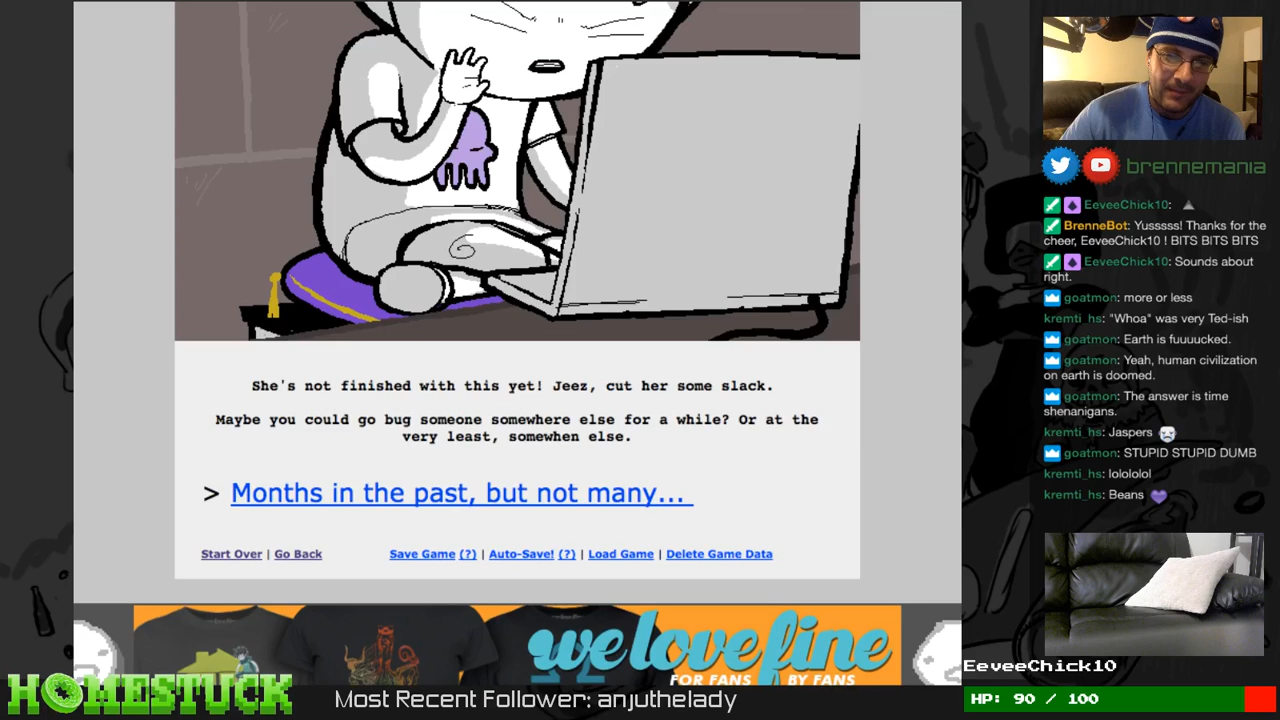 She's not finished with this yet! Jeez, cut her some slack.
Maybe you could go bug someone somewhere else for a while? Or at the
very least, somewhen else.
> Months in the past, but not many...
Start Over | Go Back
Save Game (?) | Auto-Save! (?) | Load Game | Delete Game Data
welovefine
FOR FANS BY FANS
HOMESTUCK
Most Recent Follower: anjuthelady
brennemania
EeveeChick10:
BrenneBot: Yusssss! Thanks for the
cheer, EeveeChick10 ! BITS BITS BITS
EeveeChick10: Sounds about
right.
goatmon: more or less
kremti_hs: "Whoa" was very Ted-ish
goatmon: Earth is fuuuucked.
goatmon: Yeah, human civilization
on earth is doomed.
goatmon: The answer is time
shenanigans.
kremti_hs: Jaspers
goatmon: STUPID STUPID DUMB
kremti_hs: lolololol
kremti_hs: Beans
EeveeChick10
HP: 90 / 100